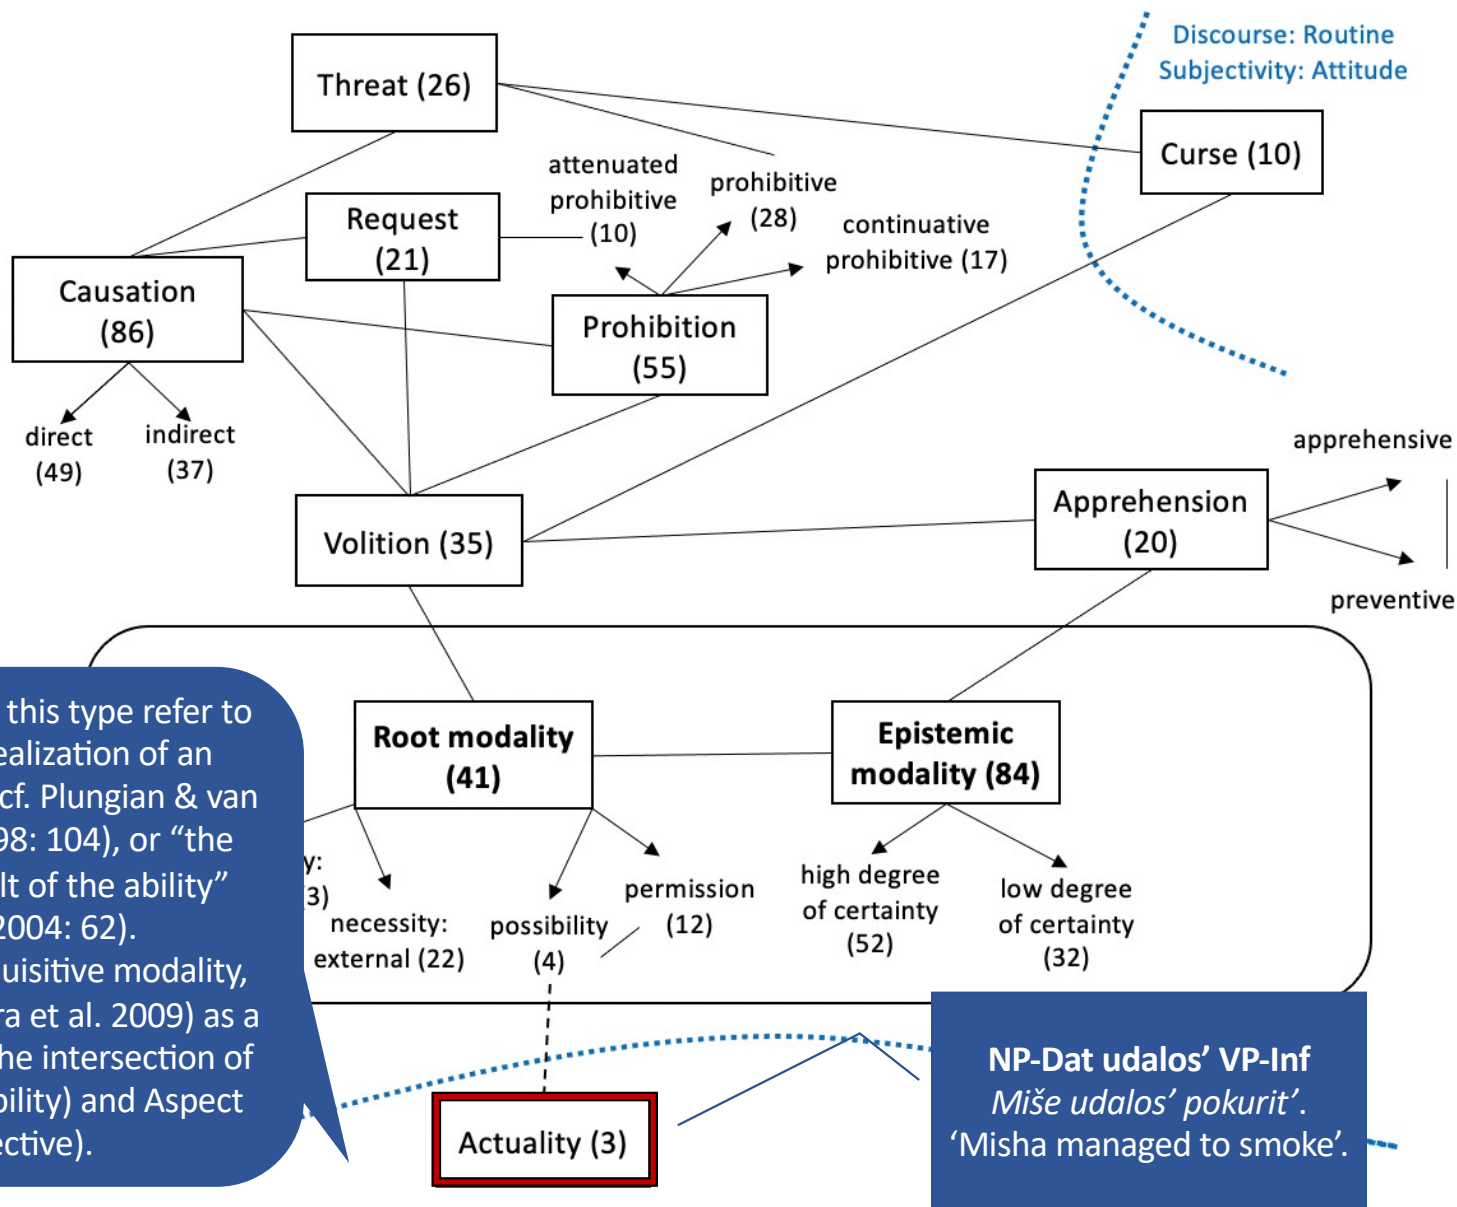 Discourse: Routine
Subjectivity: Attitude
Threat (26)
Curse (10)
attenuated
prohibitive
(10)
prohibitive
(28)
continuative
prohibitive (17)
Request
(21)
Causation
(86)
Prohibition
(55)
direct
(49)
indirect
(37)
apprehensive
Apprehension
(20)
Volition (35)
preventive
this type refer to
ealization of an
cf. Plungian & van
98: 104), or “the
lt of the ability”
2004: 62).
uisitive modality,
ra et al. 2009) as a
he intersection of
bility) and Aspect
ective).
Root modality
(41)
Epistemic
modality (84)
y:
(3)
necessity:
external (22)
possibility
(4)
permission
(12)
high degree
of certainty
(52)
low degree
of certainty
(32)
Actuality (3)
NP-Dat udalos’ VP-Inf
Miše udalos’ pokurit’.
‘Misha managed to smoke’.